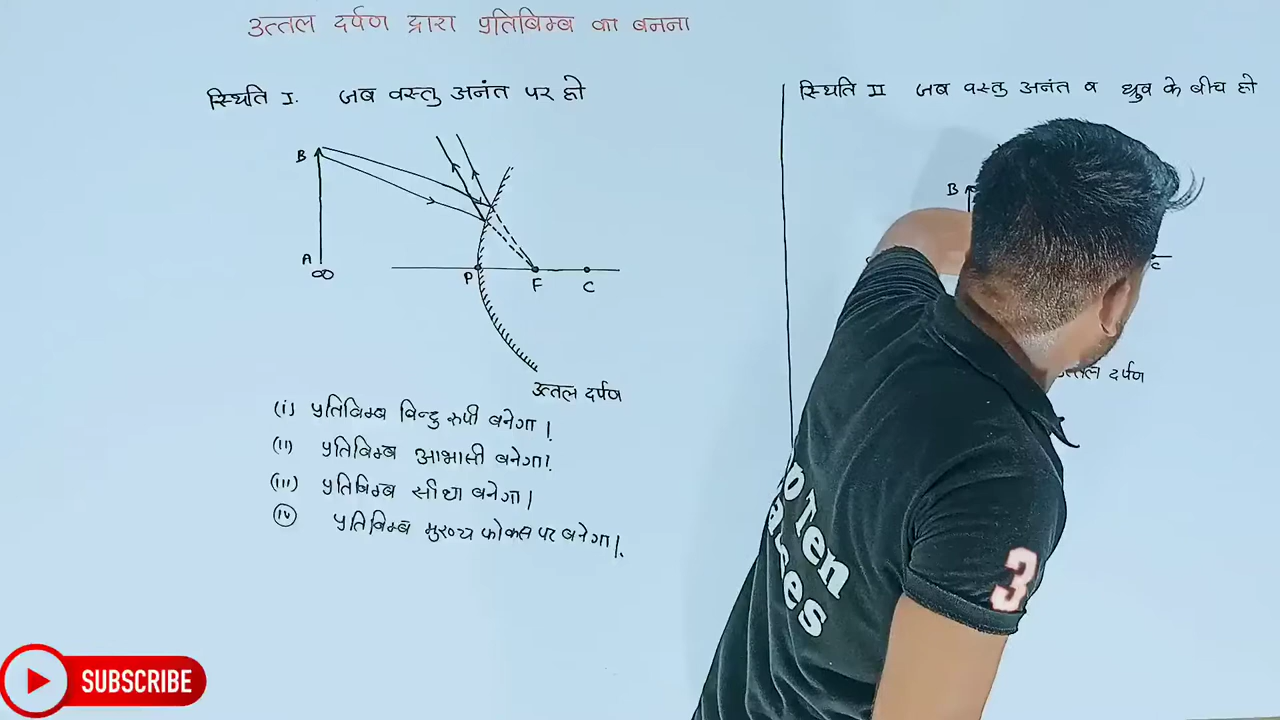 उत्तल दर्पण द्वारा प्रतिबिम्ब का बनना
स्थिति I. जब वस्तु अनंत पर हो
B
A
∞
P
F
C
उत्तल दर्पण
(i) प्रतिबिम्ब बिन्दु रूपी बनेगा।
(ii) प्रतिबिम्ब आभासी बनेगा।
(iii) प्रतिबिम्ब सीधा बनेगा।
(iv) प्रतिबिम्ब मुख्य फोकस पर बनेगा।
स्थिति II जब वस्तु अनंत व ध्रुव के बीच हो
B
C
उत्तल दर्पण
3
SUBSCRIBE